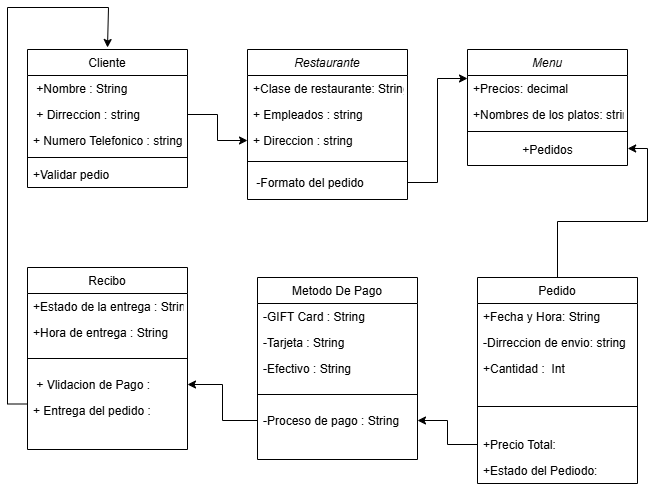 Cliente
+Nombre : String
+ Dirreccion : string
+ Numero Telefonico : string
+Validar pedio
Restaurante
+Clase de restaurante: Strin
+ Empleados : string
+ Direccion : string
-Formato del pedido
Menu
+Precios: decimal
+Nombres de los platos: strin
+Pedidos
Recibo
+Estado de la entrega : Strin
+Hora de entrega : String
+ Vlidacion de Pago :
+ Entrega del pedido :
Metodo De Pago
-GIFT Card : String
-Tarjeta : String
-Efectivo : String
-Proceso de pago : String
Pedido
+Fecha y Hora: String
-Dirreccion de envio: string
+Cantidad : Int
+Precio Total:
+Estado del Pediodo: